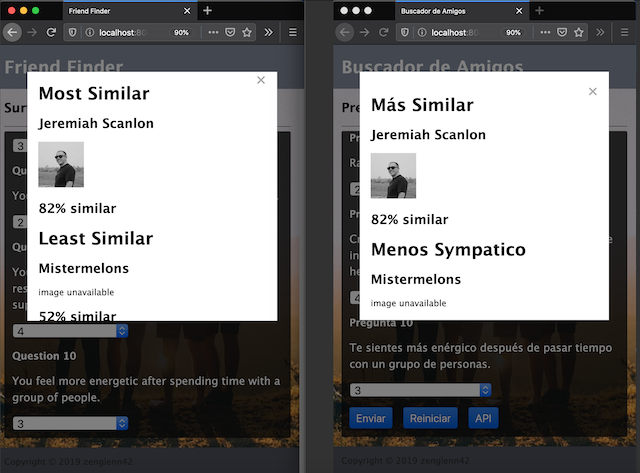 Friend Finder
localhost:80
90%
Friend Finder
Sur
Most Similar
Jeremiah Scanlon
82% similar
Least Similar
Mistermelons
image unavailable
52% similar
3
Qu
Yo
2
Qu
Yo
res
sup
4
Question 10
You feel more energetic after spending time with a
group of people.
3
Copyright © 2019 zenglenn42
Buscador de Amigos
localhost:80
90%
Buscador de Amigos
Pre
Más Similar
Jeremiah Scanlon
82% similar
Menos Sympatico
Mistermelons
image unavailable
Pr
Ra
2
Pr
Cr
in
he
4
Pregunta 10
Te sientes más enérgico después de pasar tiempo
con un grupo de personas.
3
Enviar
Reiniciar
API
Copyright © 2019 zenglenn42